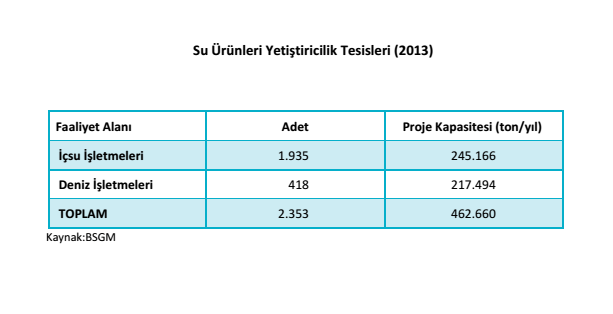 Su Ürünleri Yetiştiricilik Tesisleri (2013)
Faaliyet Alanı Adet Proje Kapasitesi (ton/yıl)
İçsu İşletmeleri 1.935 245.166
Deniz İşletmeleri 418 217.494
TOPLAM 2.353 462.660
Kaynak:BSGM